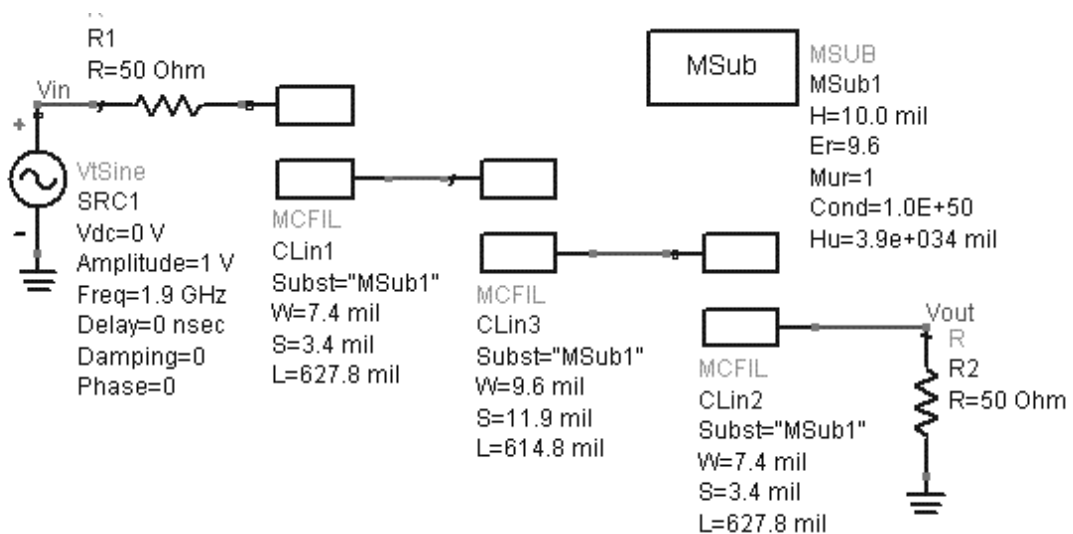 R1
R=50 Ohm
Vin
+
VtSine
SRC1
Vdc=0 V
Amplitude=1 V
Freq=1.9 GHz
Delay=0 nsec
Damping=0
Phase=0
-
MCFIL
CLin1
Subst="MSub1"
W=7.4 mil
S=3.4 mil
L=627.8 mil
MCFIL
CLin3
Subst="MSub1"
W=9.6 mil
S=11.9 mil
L=614.8 mil
MSub
MSUB
MSub1
H=10.0 mil
Er=9.6
Mur=1
Cond=1.0E+50
Hu=3.9e+034 mil
MCFIL
CLin2
Subst="MSub1"
W=7.4 mil
S=3.4 mil
L=627.8 mil
Vout
R
R2
R=50 Ohm